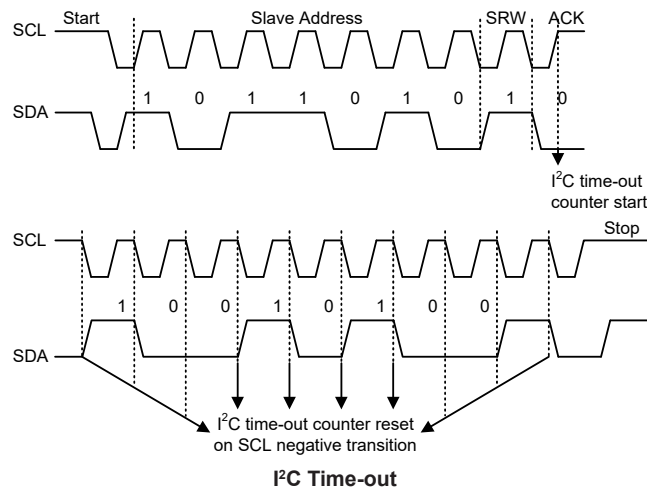 Start Slave Address SRW ACK
SCL
1 0 1 1 0 1 0 1 0
SDA
I²C time-out
counter start
Stop
SCL
1 0 0 1 0 1 0 0
SDA
I²C time-out counter reset
on SCL negative transition
I²C Time-out